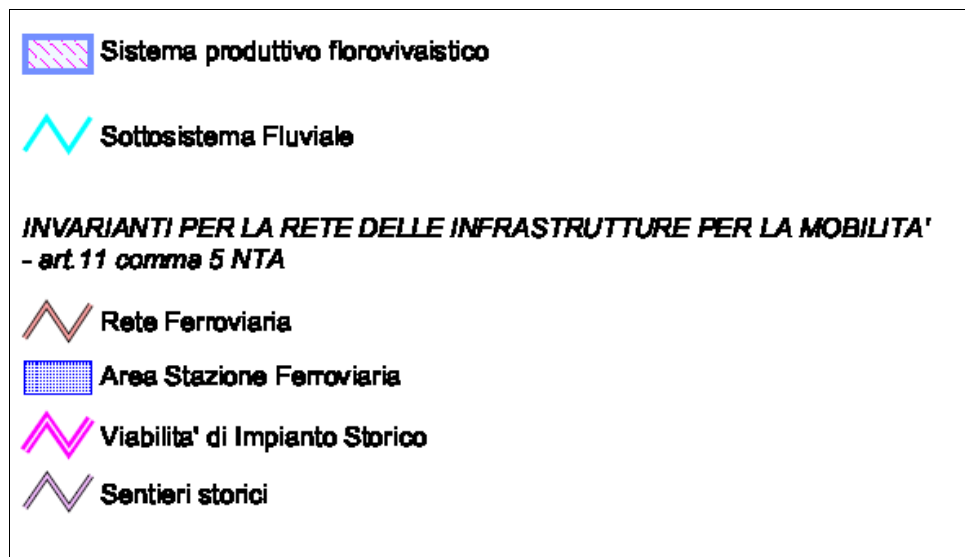 Sistema produttivo florovivaistico
Sottosistema Fluviale
INVARIANTI PER LA RETE DELLE INFRASTRUTTURE PER LA MOBILITA'
- art.11 comma 5 NTA
Rete Ferroviaria
Area Stazione Ferroviaria
Viabilita' di Impianto Storico
Sentieri storici